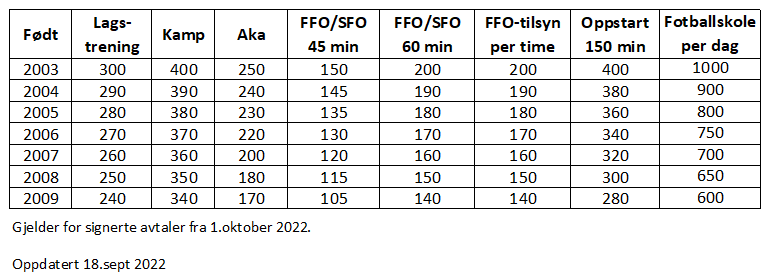 Født Lags-trening Kamp Aka FFO/SFO 45 min FFO/SFO 60 min FFO-tilsyn per time Oppstart 150 min Fotballskole per dag
2003 300 400 250 150 200 200 400 1000
2004 290 390 240 145 190 190 380 900
2005 280 380 230 135 180 180 360 800
2006 270 370 220 130 170 170 340 750
2007 260 360 200 120 160 160 320 700
2008 250 350 180 115 150 150 300 650
2009 240 340 170 105 140 140 280 600
Gjelder for signerte avtaler fra 1.oktober 2022.
Oppdatert 18.sept 2022